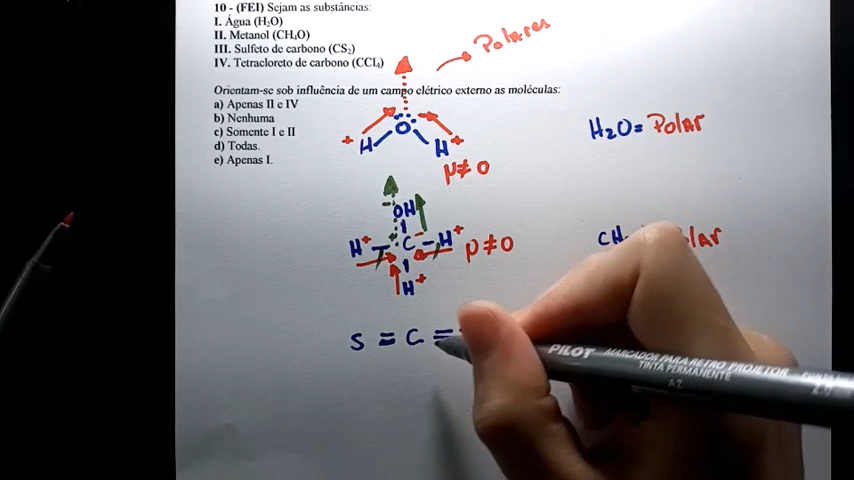 10 - (FEI) Sejam as substâncias:
I. Água (H₂O)
II. Metanol (CH₄O)
III. Sulfeto de carbono (CS₂)
IV. Tetracloreto de carbono (CCl₄)
Polares
Orientam-se sob influência de um campo elétrico externo as moléculas:
a) Apenas II e IV
b) Nenhuma
c) Somente I e II
d) Todas.
e) Apenas I.
+ O +
H H
μ≠0
H₂O= Polar
OH
H+ - C - H+
μ≠0
H+
CH
lar
S = C =
PILOT MARCADOR PARA RETRO PROJETOR
TINTA PERMANENTE